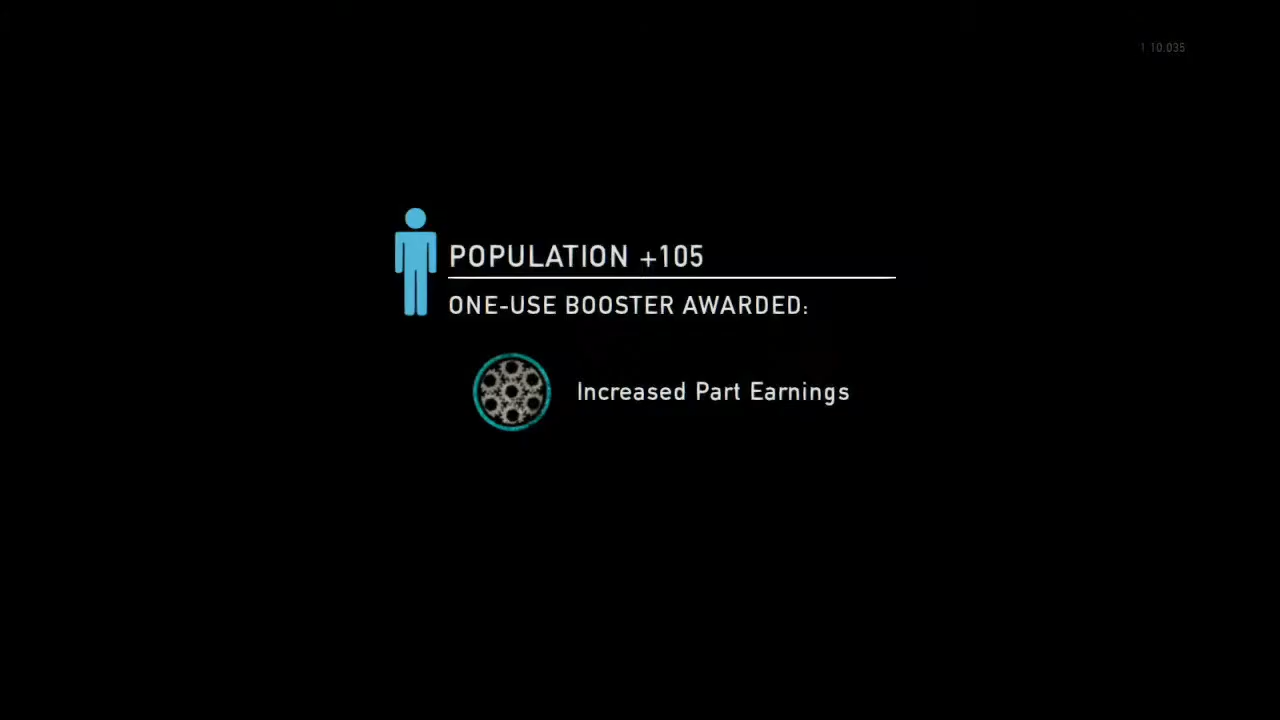 1 10.035
POPULATION +105
ONE-USE BOOSTER AWARDED:
Increased Part Earnings